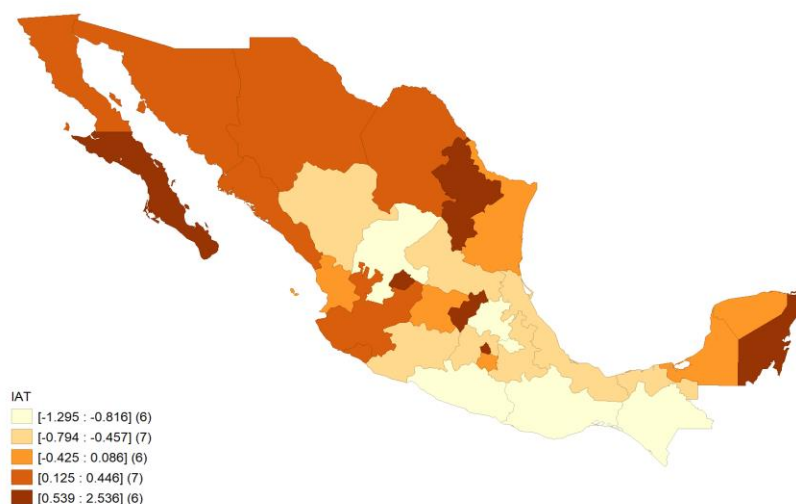 IAT
[-1.295 : -0.816] (6)
[-0.794 : -0.457] (7)
[-0.425 : 0.086] (6)
[0.125 : 0.446] (7)
[0.539 : 2.536] (6)